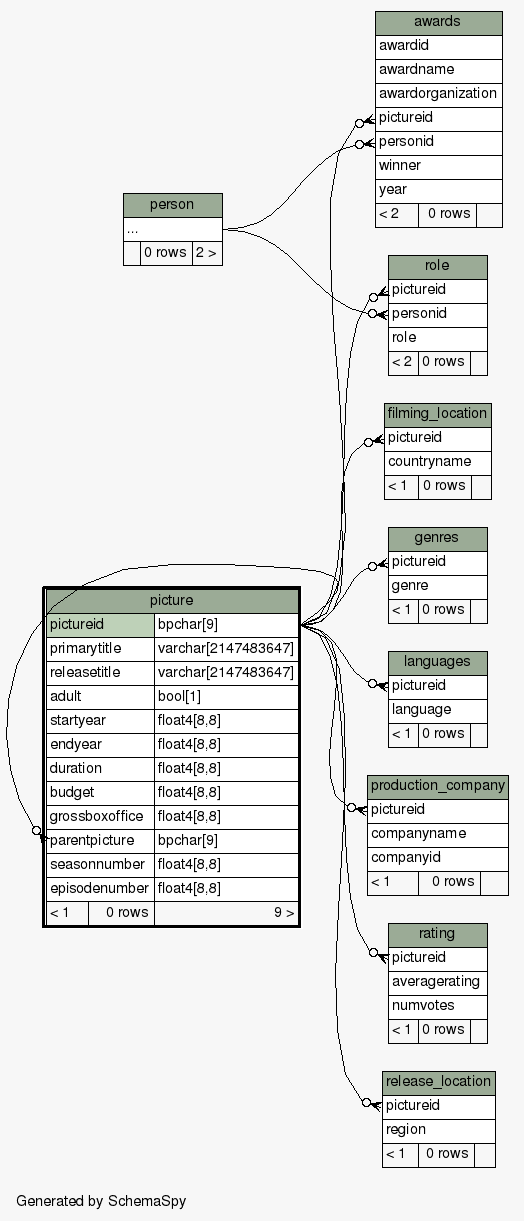 awards
awardid
awardname
awardorganization
pictureid
personid
winner
year
< 2 0 rows
person
...
0 rows 2 >
role
pictureid
personid
role
< 2 0 rows
filming_location
pictureid
countryname
< 1 0 rows
genres
pictureid
genre
< 1 0 rows
picture
pictureid bpchar[9]
primarytitle varchar[2147483647]
releasetitle varchar[2147483647]
adult bool[1]
startyear float4[8,8]
endyear float4[8,8]
duration float4[8,8]
budget float4[8,8]
grossboxoffice float4[8,8]
parentpicture bpchar[9]
seasonnumber float4[8,8]
episodenumber float4[8,8]
< 1 0 rows 9 >
languages
pictureid
language
< 1 0 rows
production_company
pictureid
companyname
companyid
< 1 0 rows
rating
pictureid
averagerating
numvotes
< 1 0 rows
release_location
pictureid
region
< 1 0 rows
Generated by SchemaSpy